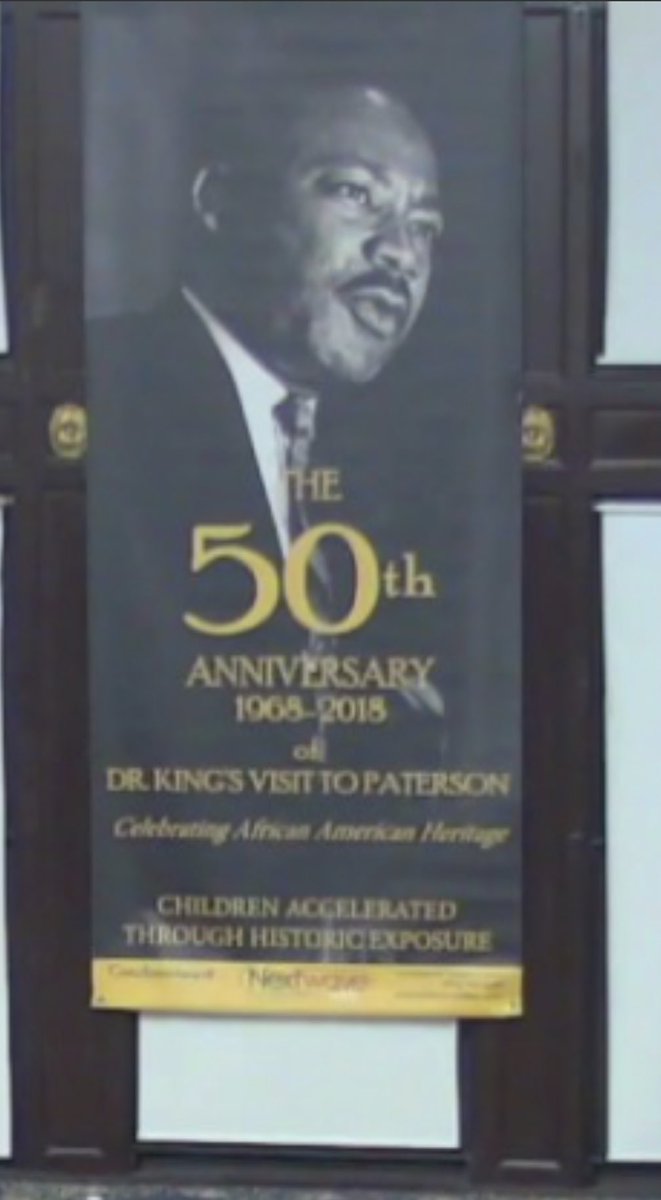 THE
50th
ANNIVERSARY
1968-2018
of
DR. KING'S VISIT TO PATERSON
Celebrating African American Heritage
CHILDREN ACCELERATED
THROUGH HISTORIC EXPOSURE
Nextwave